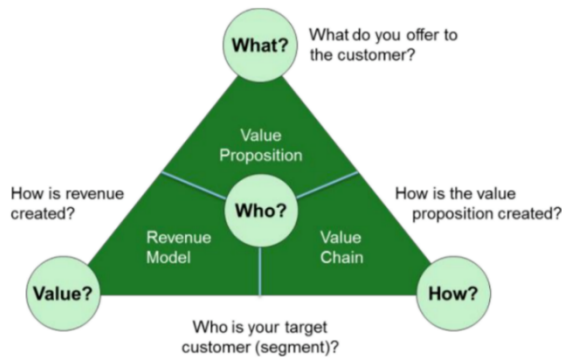 What?
What do you offer to
the customer?
Value
Proposition
How is revenue
created?
Who?
How is the value
proposition created?
Revenue
Model
Value
Chain
Value?
How?
Who is your target
customer (segment)?